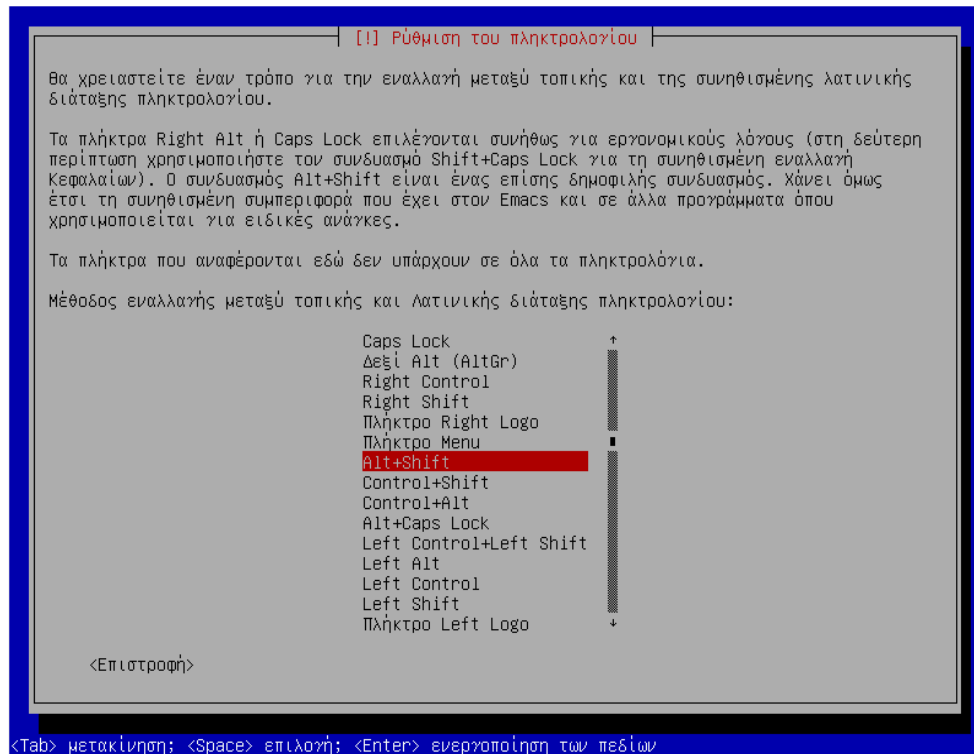 [!] Ρύθμιση του πληκτρολογίου
Θα χρειαστείτε έναν τρόπο για την εναλλαγή μεταξύ τοπικής και της συνηθισμένης λατινικής
διάταξης πληκτρολογίου.
Τα πλήκτρα Right Alt ή Caps Lock επιλέγονται συνήθως για εργονομικούς λόγους (στη δεύτερη
περίπτωση χρησιμοποιήστε τον συνδυασμό Shift+Caps Lock για τη συνηθισμένη εναλλαγή
Κεφαλαίων). Ο συνδυασμός Alt+Shift είναι ένας επίσης δημοφιλής συνδυασμός. Χάνει όμως
έτσι τη συνηθισμένη συμπεριφορά που έχει στον Emacs και σε άλλα προγράμματα όπου
χρησιμοποιείται για ειδικές ανάγκες.
Τα πλήκτρα που αναφέρονται εδώ δεν υπάρχουν σε όλα τα πληκτρολόγια.
Μέθοδος εναλλαγής μεταξύ τοπικής και Λατινικής διάταξης πληκτρολογίου:
Caps Lock
Δεξί Alt (AltGr)
Right Control
Right Shift
Πλήκτρο Right Logo
Πλήκτρο Menu
Alt+Shift
Control+Shift
Control+Alt
Alt+Caps Lock
Left Control+Left Shift
Left Alt
Left Control
Left Shift
Πλήκτρο Left Logo
<Επιστροφή>
<Tab> μετακίνηση; <Space> επιλογή; <Enter> ενεργοποίηση των πεδίων